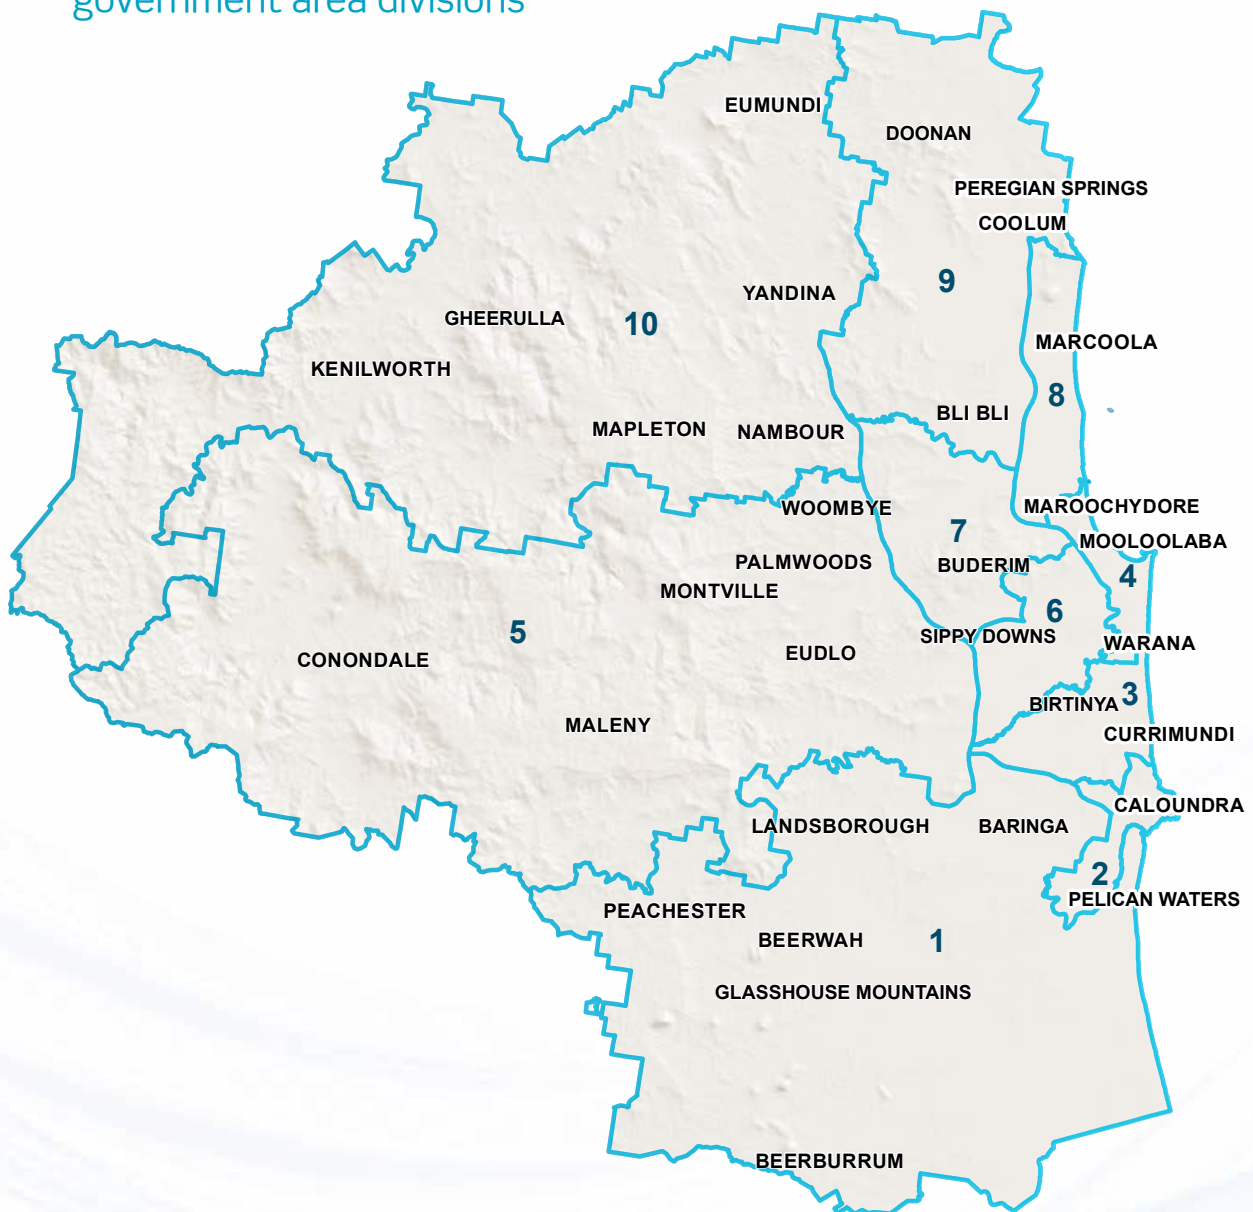 government area divisions
EUMUNDI
DOONAN
PEREGIAN SPRINGS
COOLUM
9
YANDINA
GHEERULLA
10
MARCOOLA
KENILWORTH
8
BLI BLI
MAPLETON
NAMBOUR
WOOMBYE
MAROOCHYDORE
7
MOOLOOLABA
PALMWOODS
BUDERIM
4
MONTVILLE
6
5
SIPPY DOWNS
WARANA
EUDLO
CONONDALE
3
BIRTINYA
MALENY
CURRIMUNDI
CALOUNDRA
LANDSBOROUGH
BARINGA
2
PELICAN WATERS
PEACHESTER
BEERWAH
1
GLASSHOUSE MOUNTAINS
BEERBURRUM